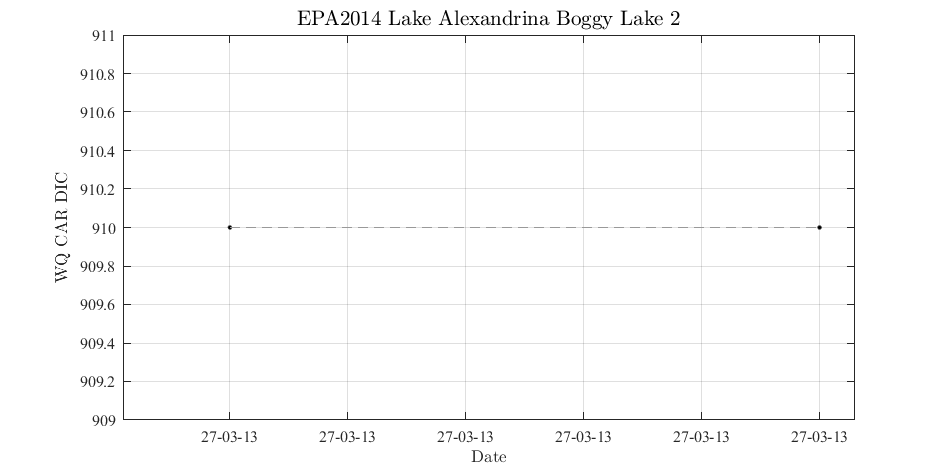 EPA2014 Lake Alexandrina Boggy Lake 2
911
910.8
910.6
910.4
910.2
910
909.8
909.6
909.4
909.2
909
WQ CAR DIC
27-03-13 27-03-13 27-03-13 27-03-13 27-03-13 27-03-13
Date